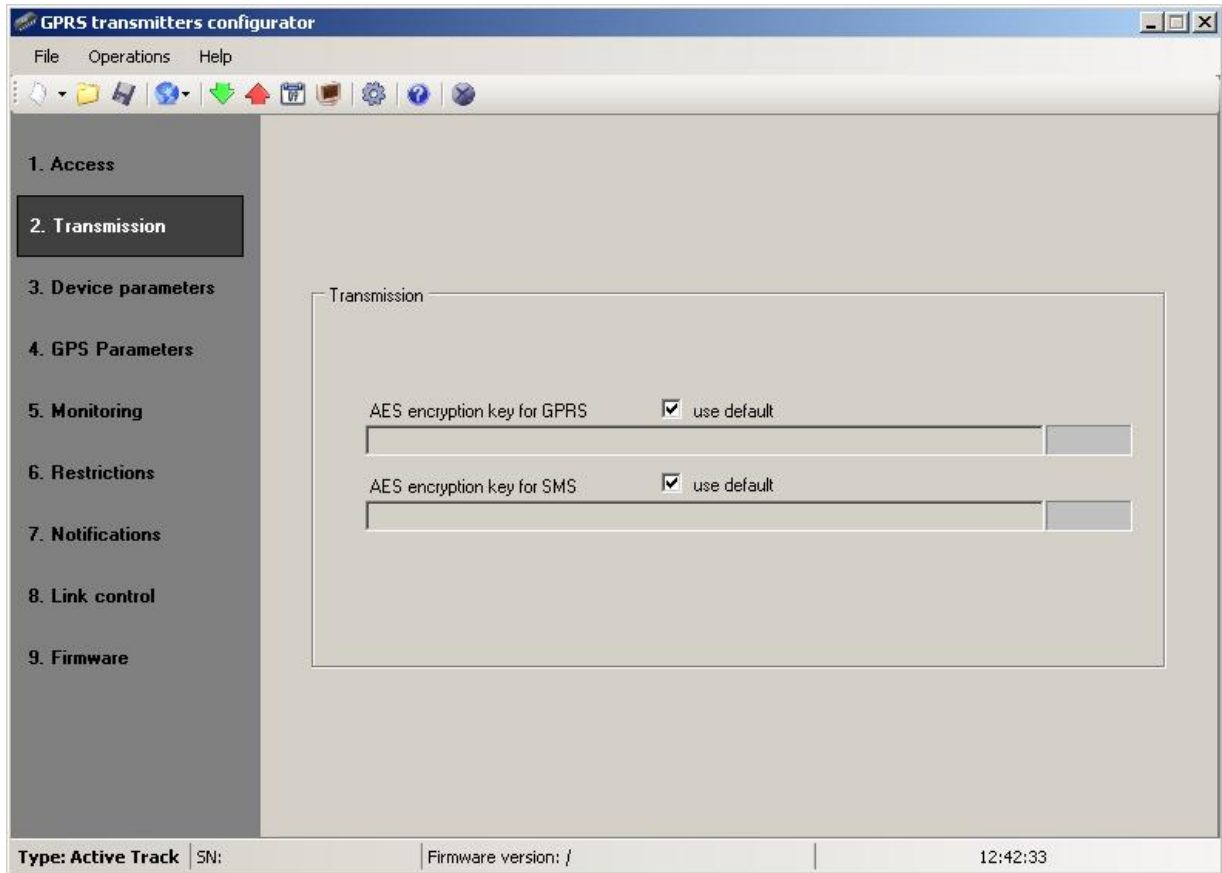 GPRS transmitters configurator
File Operations Help
1. Access
2. Transmission
3. Device parameters
4. GPS Parameters
5. Monitoring
6. Restrictions
7. Notifications
8. Link control
9. Firmware
Transmission
AES encryption key for GPRS use default
AES encryption key for SMS use default
Type: Active Track SN: Firmware version: / 12:42:33